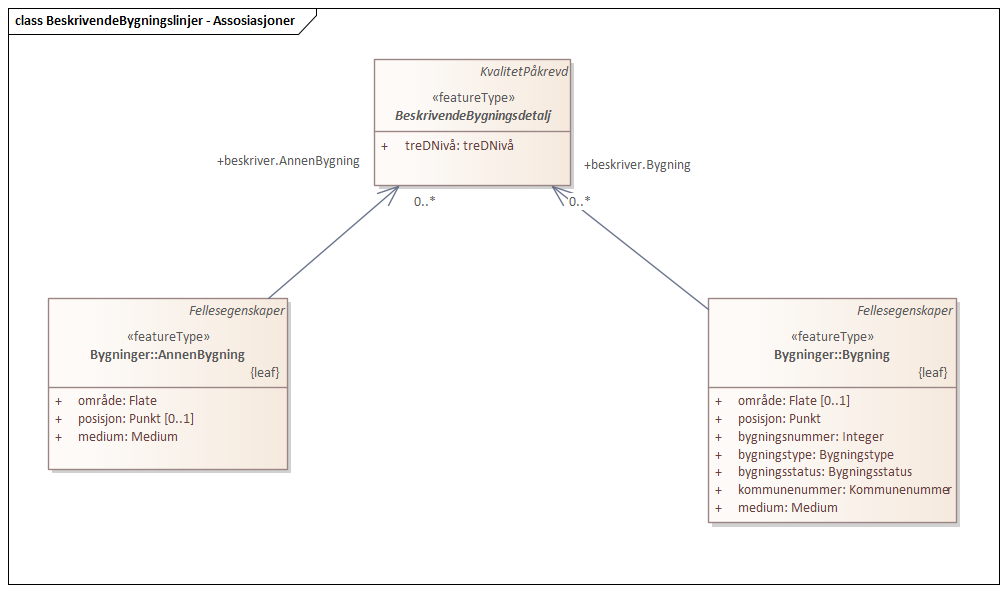 class BeskrivendeBygningslinjer - Assosiasjoner
KvalitetPåkrevd
«featureType»
BeskrivendeBygningsdetalj
+ treDNivå: treDNivå
+beskriver.AnnenBygning
+beskriver.Bygning
0..*
0..*
Fellesegenskaper
«featureType»
Bygninger::AnnenBygning
{leaf}
+ område: Flate
+ posisjon: Punkt [0..1]
+ medium: Medium
Fellesegenskaper
«featureType»
Bygninger::Bygning
{leaf}
+ område: Flate [0..1]
+ posisjon: Punkt
+ bygningsnummer: Integer
+ bygningstype: Bygningstype
+ bygningsstatus: Bygningsstatus
+ kommunenummer: Kommunenummer
+ medium: Medium